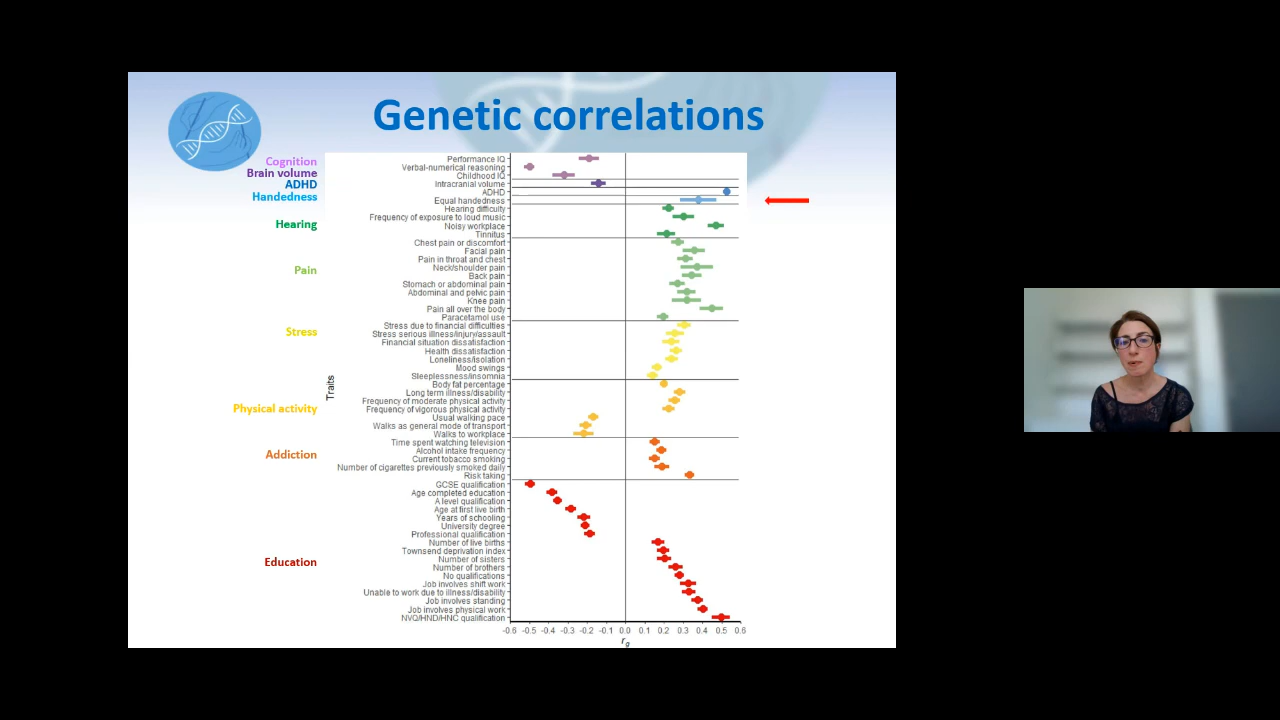 Genetic correlations
Cognition
Brain volume
ADHD
Handedness
Hearing
Pain
Stress
Physical activity
Addiction
Education
Traits
Performance IQ
Verbal-numerical reasoning
Childhood IQ
Intracranial volume
ADHD
Equal handedness
Hearing difficulty
Frequency of exposure to loud music
Noisy workplace
Tinnitus
Chest pain or discomfort
Facial pain
Pain in throat and chest
Neck/shoulder pain
Back pain
Stomach or abdominal pain
Abdominal and pelvic pain
Knee pain
Pain all over the body
Paracetamol use
Stress due to financial difficulties
Stress serious illness/injury/assault
Financial situation dissatisfaction
Health dissatisfaction
Loneliness/isolation
Mood swings
Sleeplessness/insomnia
Body fat percentage
Long term illness/disability
Frequency of moderate physical activity
Frequency of vigorous physical activity
Usual walking pace
Walks as general mode of transport
Walks to workplace
Time spent watching television
Alcohol intake frequency
Current tobacco smoking
Number of cigarettes previously smoked daily
Risk taking
GCSE qualification
Age completed education
A level qualification
Age at first live birth
Years of schooling
University degree
Professional qualification
Number of live births
Townsend deprivation index
Number of sisters
Number of brothers
No qualifications
Job involves shift work
Unable to work due to illness/disability
Job involves standing
Job involves physical work
NVQ/HND/HNC qualification
-0.6 -0.5 -0.4 -0.3 -0.2 -0.1 0.0 0.1 0.2 0.3 0.4 0.5 0.6
rg